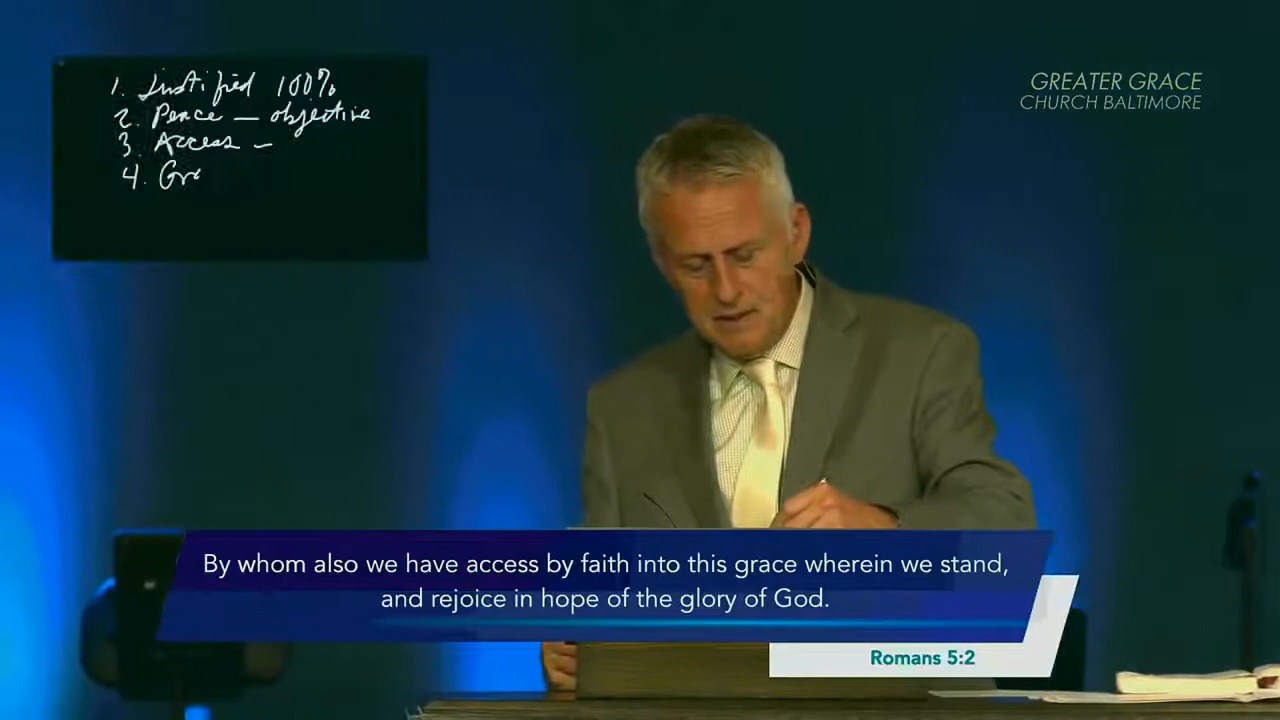 1. Justified 100%
2. Peace — objective
3. Access —
4. Gr
GREATER GRACE
CHURCH BALTIMORE
By whom also we have access by faith into this grace wherein we stand,
and rejoice in hope of the glory of God.
Romans 5:2